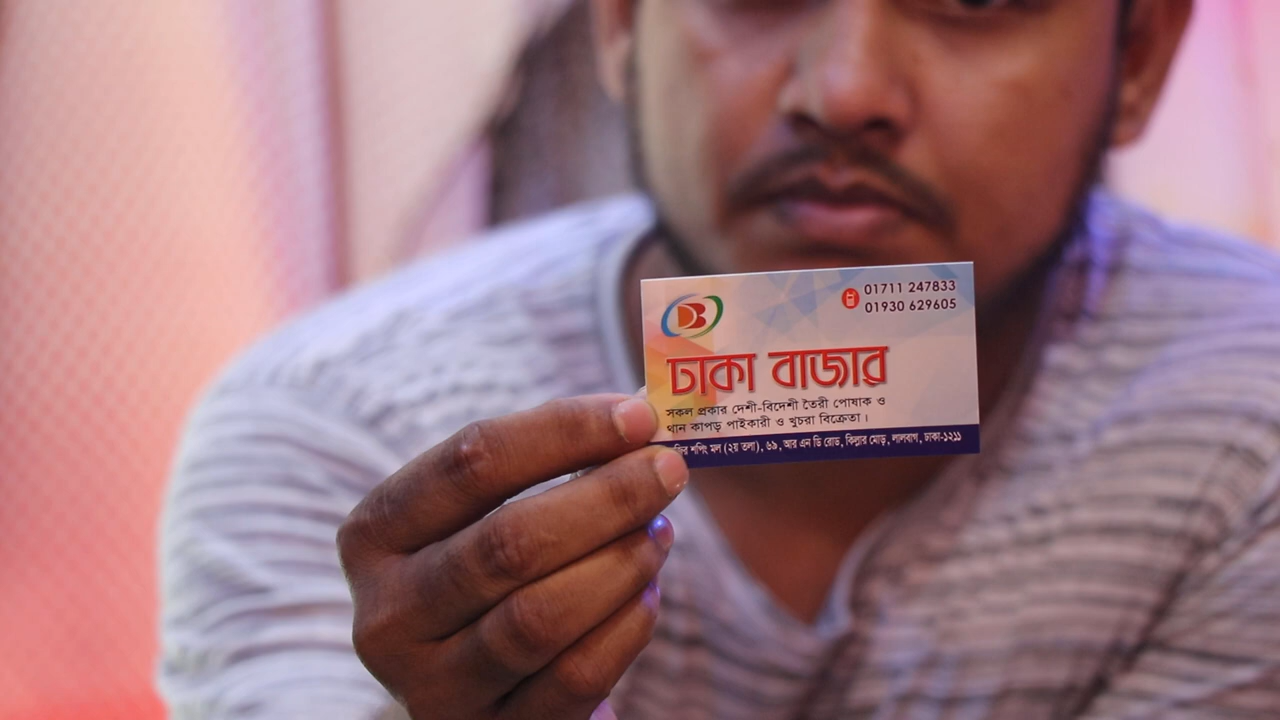 DB
01711 247833
01930 629605
ঢাকা বাজার
সকল প্রকার দেশী-বিদেশী তৈরী পোষাক ও
থান কাপড় পাইকারী ও খুচরা বিক্রেতা।
শপিং মল (২য় তলা), ৬৯, আর এন ডি রোড, কিল্লার মোড়, লালবাগ, ঢাকা-১২১১